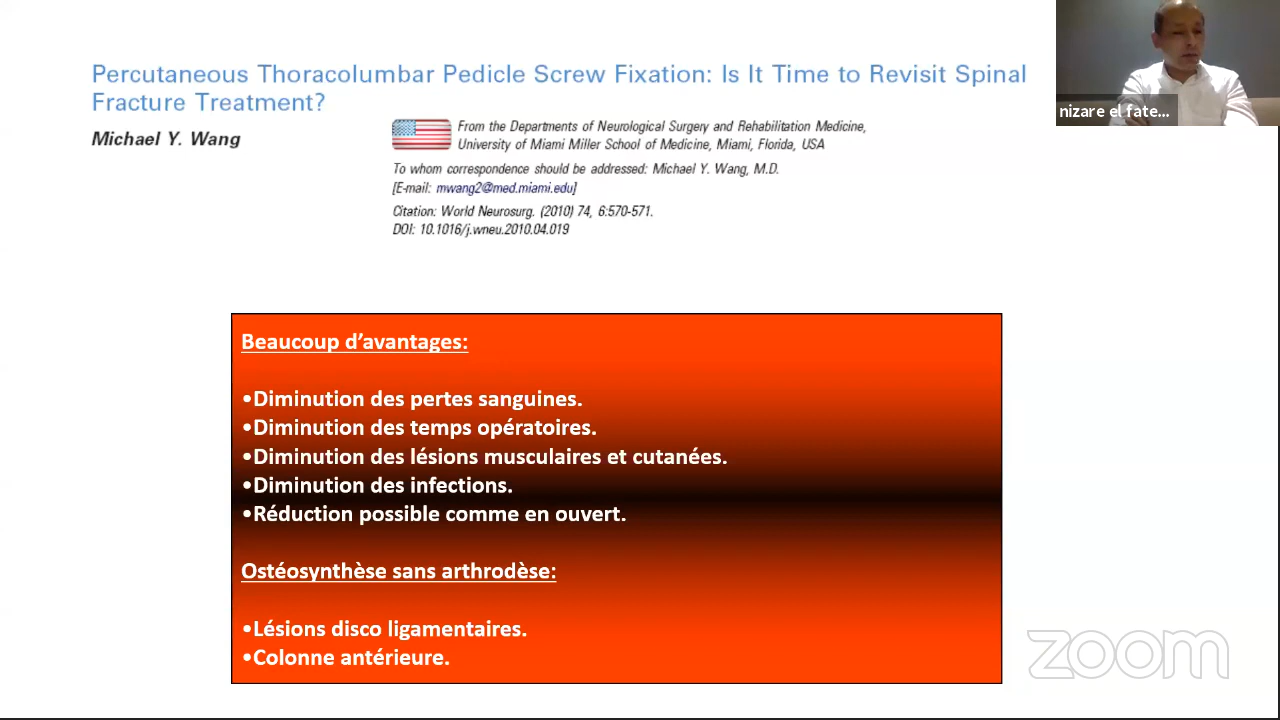 Percutaneous Thoracolumbar Pedicle Screw Fixation: Is It Time to Revisit Spinal
Fracture Treatment?
Michael Y. Wang
From the Departments of Neurological Surgery and Rehabilitation Medicine,
University of Miami Miller School of Medicine, Miami, Florida, USA
To whom correspondence should be addressed: Michael Y. Wang, M.D.
[E-mail: mwang2@med.miami.edu]
Citation: World Neurosurg. (2010) 74, 6:570-571.
DOI: 10.1016/j.wneu.2010.04.019
nizare el fate...
Beaucoup d’avantages:
•Diminution des pertes sanguines.
•Diminution des temps opératoires.
•Diminution des lésions musculaires et cutanées.
•Diminution des infections.
•Réduction possible comme en ouvert.
Ostéosynthèse sans arthrodèse:
•Lésions disco ligamentaires.
•Colonne antérieure.
zoom